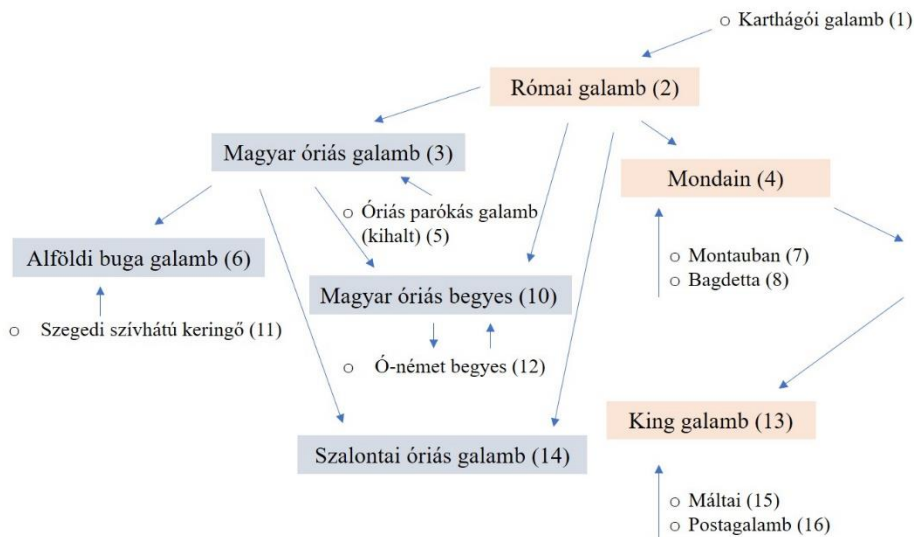 ○ Karthágói galamb (1)
Római galamb (2)
Magyar óriás galamb (3)
Mondain (4)
○ Óriás parókás galamb
(kihalt) (5)
Alföldi buga galamb (6)
○ Montauban (7)
○ Bagdetta (8)
Magyar óriás begyes (10)
○ Szegedi szívhátú keringő (11)
○ Ó-német begyes (12)
King galamb (13)
Szalontai óriás galamb (14)
○ Máltai (15)
○ Postagalamb (16)